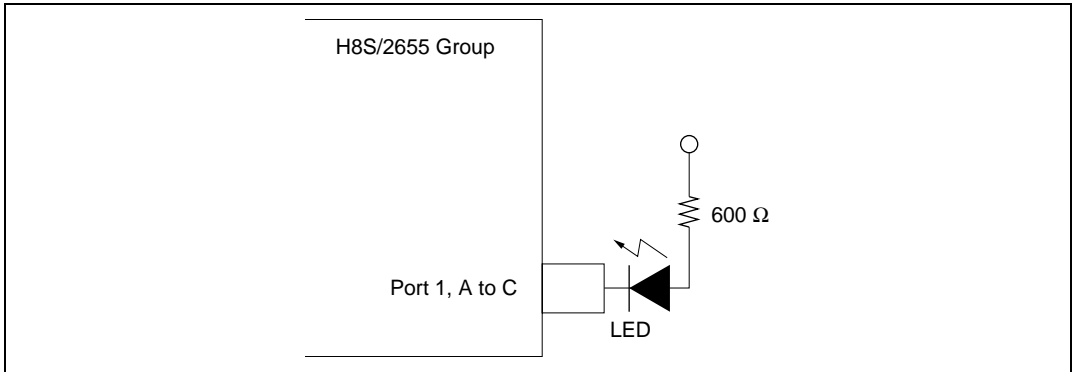 H8S/2655 Group
600 Ω
Port 1, A to C
LED